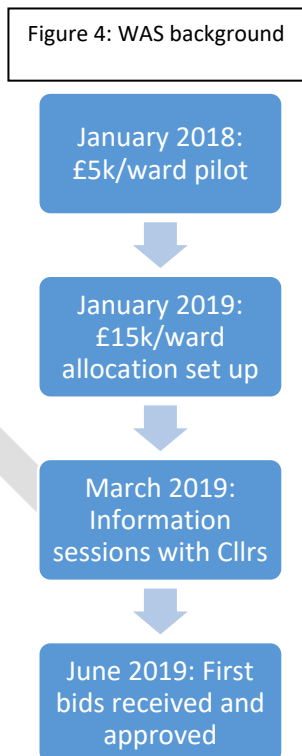 Figure 4: WAS background
January 2018:
£5k/ward pilot
January 2019:
£15k/ward
allocation set up
March 2019:
Information
sessions with Cllrs
June 2019: First
bids received and
approved